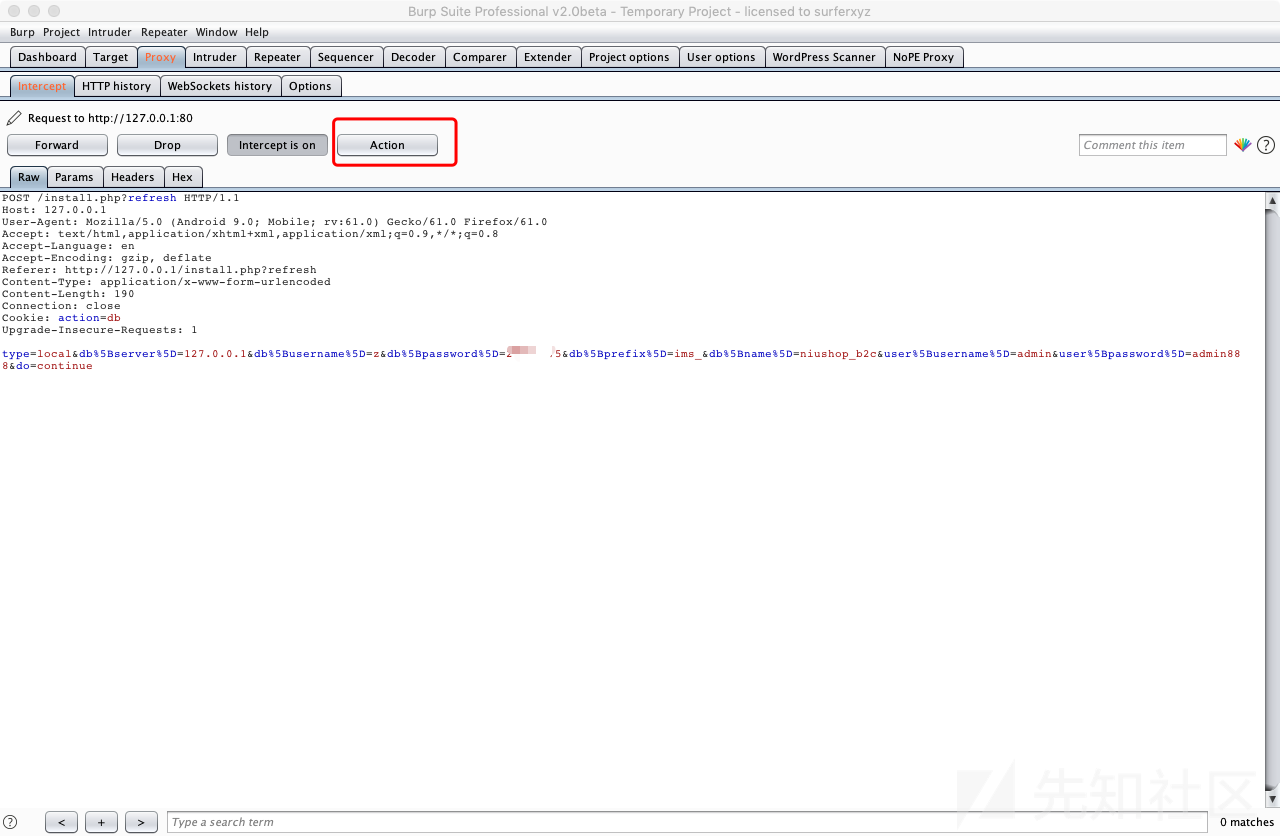 Burp Suite Professional v2.0beta - Temporary Project - licensed to surferxyz
Burp Project Intruder Repeater Window Help
Dashboard Target Proxy Intruder Repeater Sequencer Decoder Comparer Extender Project options User options WordPress Scanner NoPE Proxy
Intercept HTTP history WebSockets history Options
Request to http://127.0.0.1:80
Forward Drop Intercept is on Action Comment this item ?
Raw Params Headers Hex
POST /install.php?refresh HTTP/1.1
Host: 127.0.0.1
User-Agent: Mozilla/5.0 (Android 9.0; Mobile; rv:61.0) Gecko/61.0 Firefox/61.0
Accept: text/html,application/xhtml+xml,application/xml;q=0.9,*/*;q=0.8
Accept-Language: en
Accept-Encoding: gzip, deflate
Referer: http://127.0.0.1/install.php?refresh
Content-Type: application/x-www-form-urlencoded
Content-Length: 190
Connection: close
Cookie: action=db
Upgrade-Insecure-Requests: 1
type=local&db%5Bserver%5D=127.0.0.1&db%5Busername%5D=z&db%5Bpassword%5D= .5&db%5Bprefix%5D=ims_&db%5Bname%5D=niushop_b2c&user%5Busername%5D=admin&user%5Bpassword%5D=admin88
8&do=continue
先知社区
? < + > Type a search term 0 matches